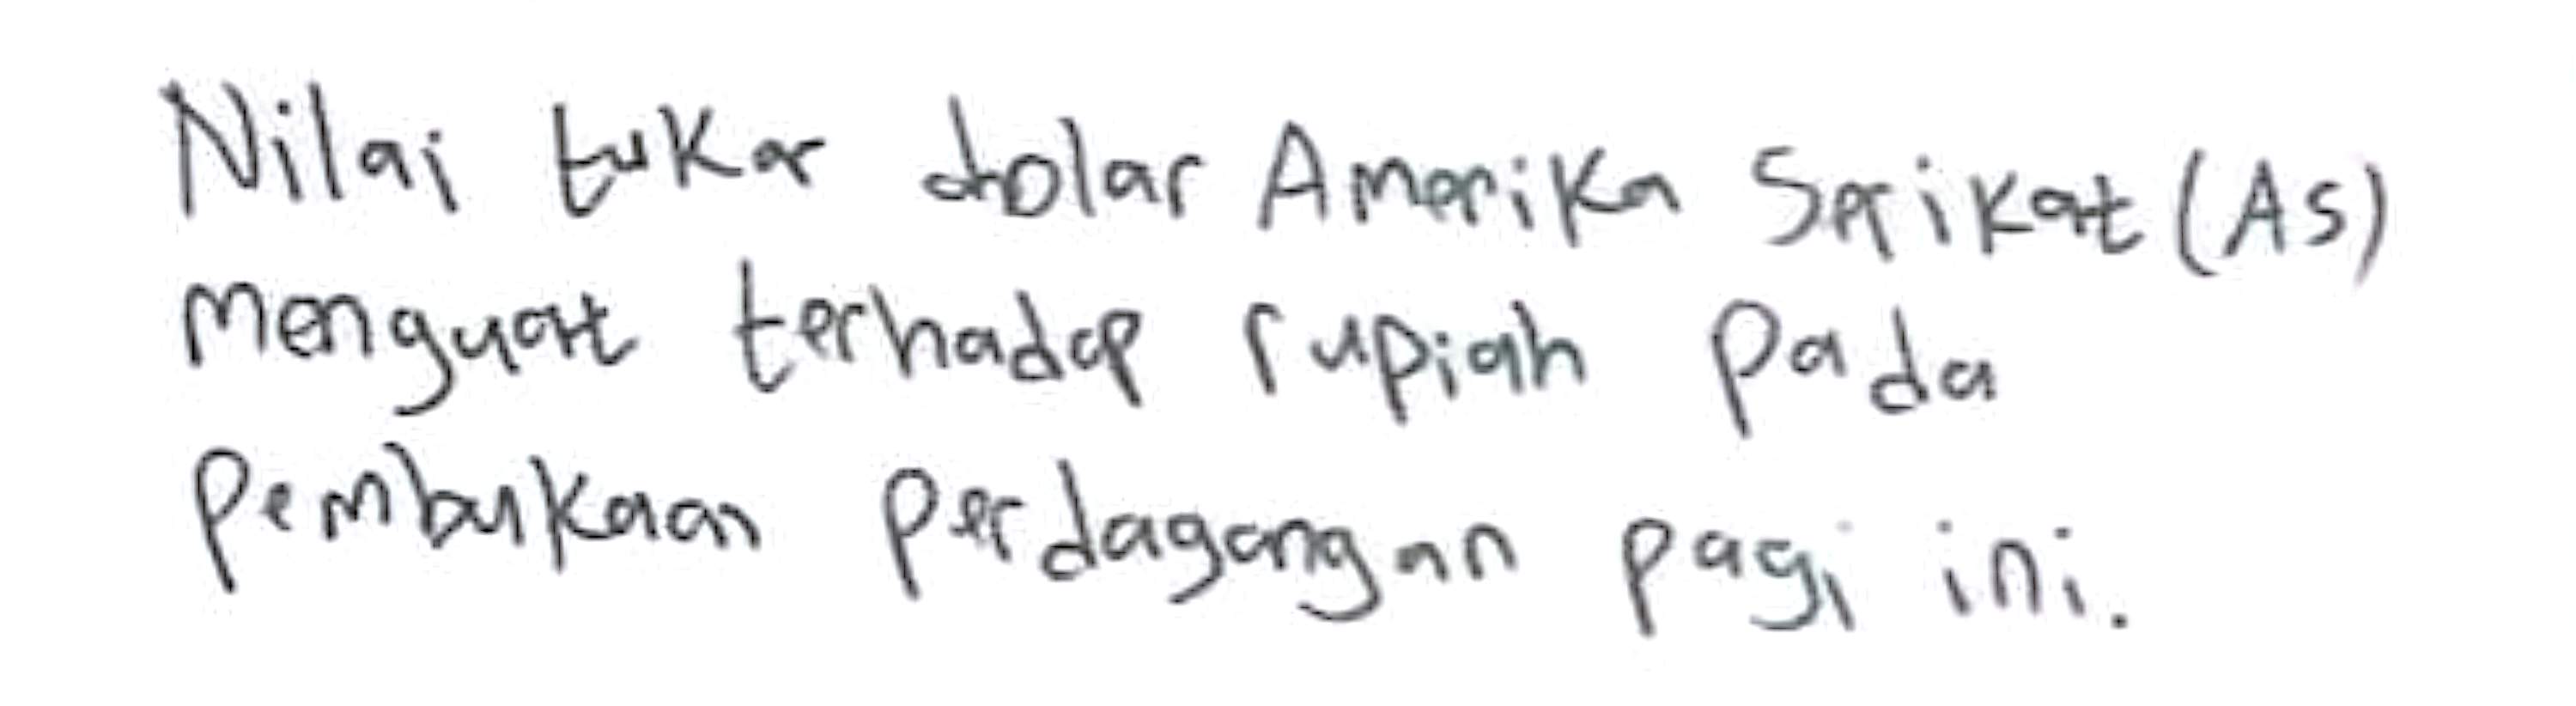 Nilai tukar dolar Amerika Serikat (AS)
menguat terhadap rupiah pada
pembukaan perdagangan pagi ini.